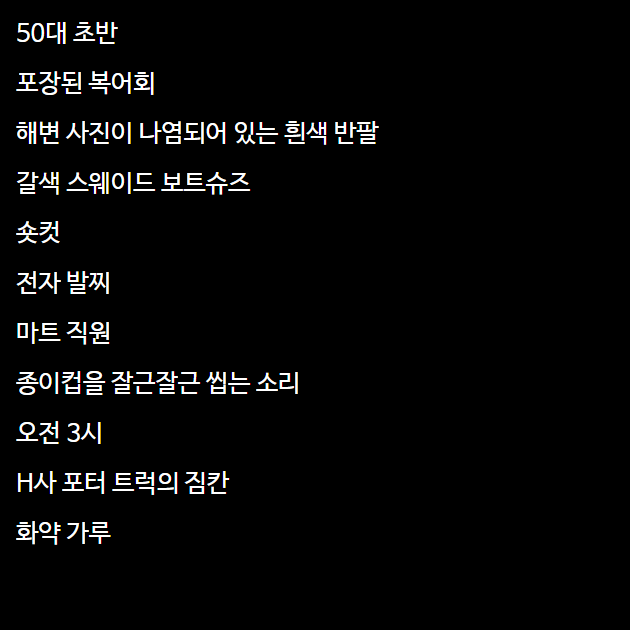 50대 초반
포장된 복어회
해변 사진이 나염되어 있는 흰색 반팔
갈색 스웨이드 보트슈즈
숏컷
전자 발찌
마트 직원
종이컵을 잘근잘근 씹는 소리
오전 3시
H사 포터 트럭의 짐칸
화약 가루